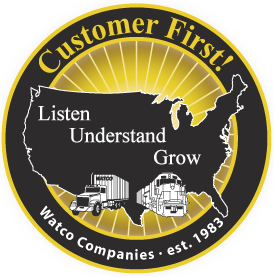 Customer First!
Listen
Understand
Grow
WATCO
Watco Companies · est. 1983